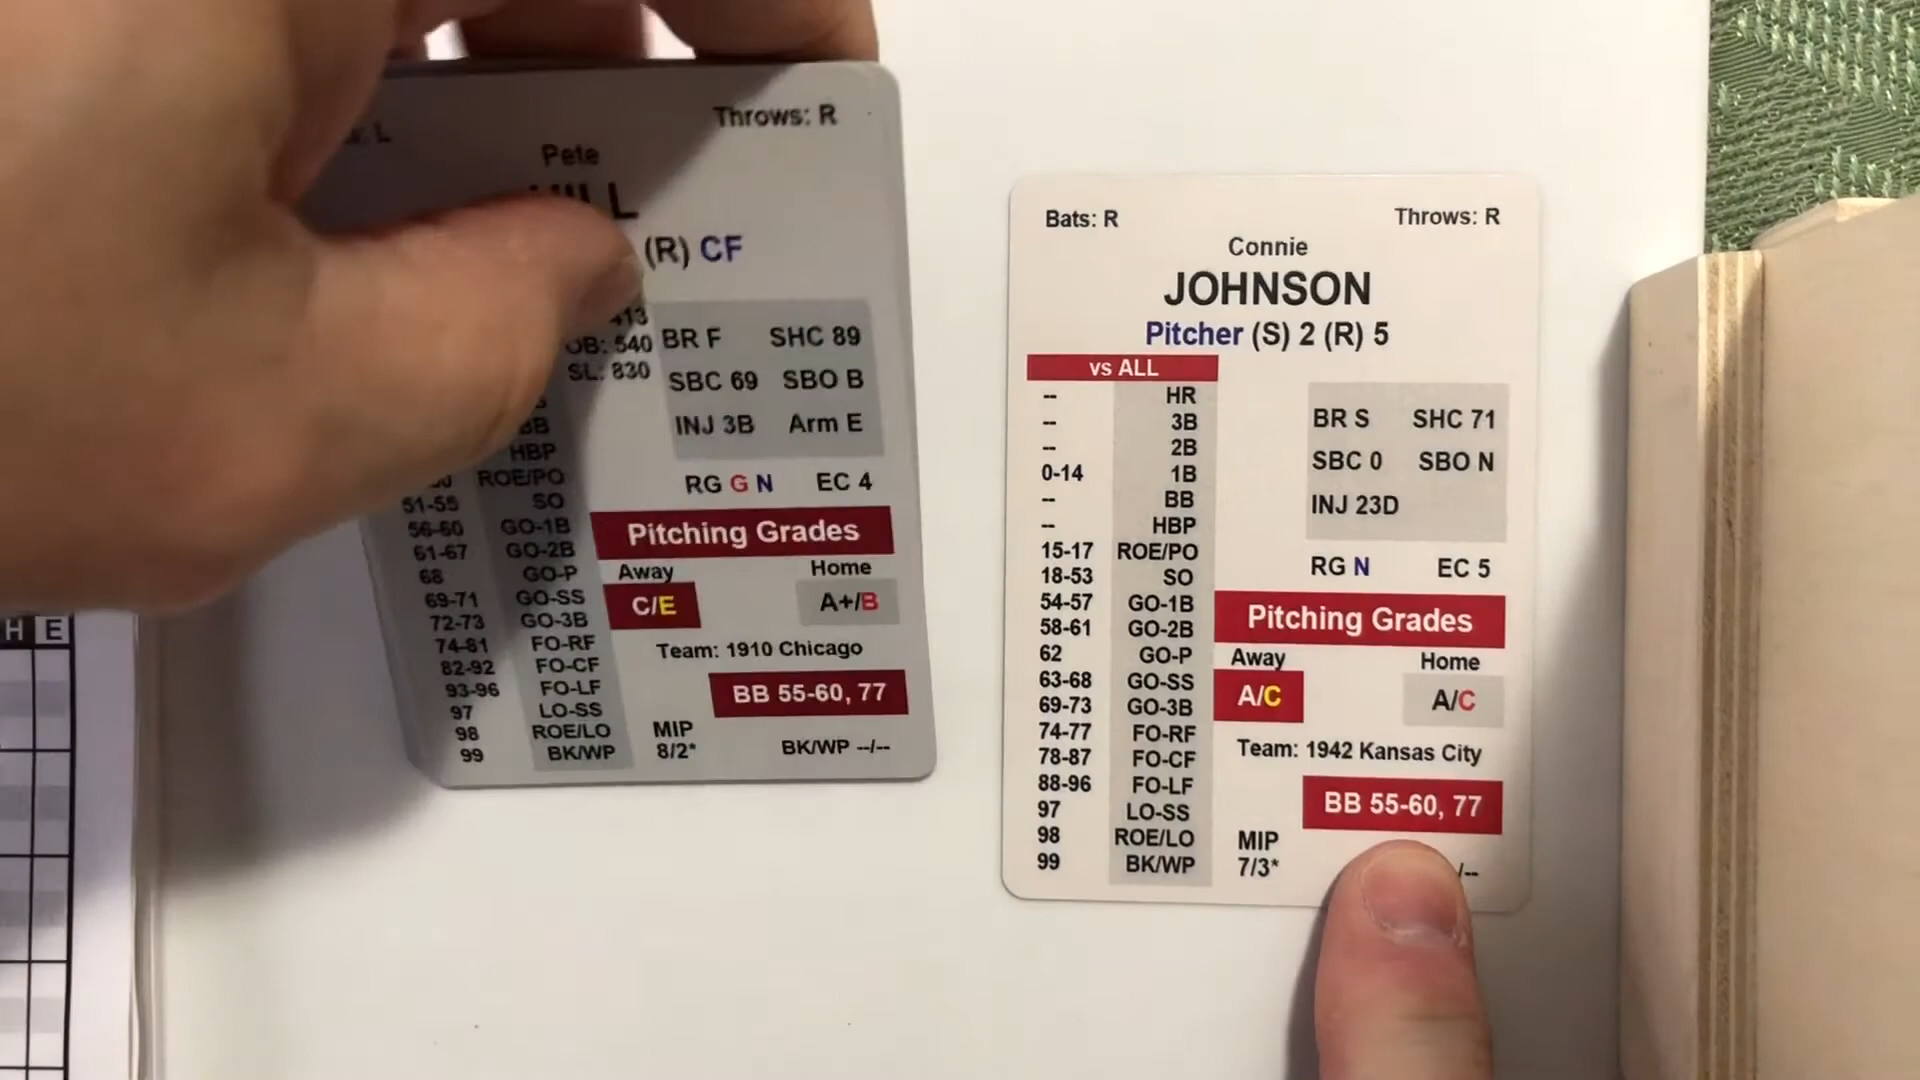 Throws: R
Pete
(R) CF
413
OB: 540
SL: 830
BR F SHC 89
SBC 69 SBO B
INJ 3B Arm E
RG G N EC 4
BB
HBP
ROE/PO
51-55 SO
56-60 GO-1B
61-67 GO-2B
68 GO-P
69-71 GO-SS
72-73 GO-3B
74-81 FO-RF
82-92 FO-CF
93-96 FO-LF
97 LO-SS
98 ROE/LO
99 BK/WP
Pitching Grades
Away Home
C/E A+/B
Team: 1910 Chicago
BB 55-60, 77
MIP
8/2*
BK/WP --/--
H E
Bats: R Throws: R
Connie
JOHNSON
Pitcher (S) 2 (R) 5
vs ALL
-- HR
-- 3B
-- 2B
0-14 1B
-- BB
-- HBP
15-17 ROE/PO
18-53 SO
54-57 GO-1B
58-61 GO-2B
62 GO-P
63-68 GO-SS
69-73 GO-3B
74-77 FO-RF
78-87 FO-CF
88-96 FO-LF
97 LO-SS
98 ROE/LO
99 BK/WP
BR S SHC 71
SBC 0 SBO N
INJ 23D
RG N EC 5
Pitching Grades
Away Home
A/C A/C
Team: 1942 Kansas City
BB 55-60, 77
MIP
7/3*
/--